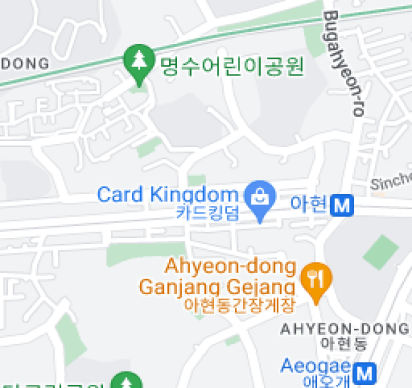 Bugahyeon-ro
DONG
명수어린이공원
Sinch
Card Kingdom
카드킹덤
아현
M
Ahyeon-dong
Ganjang Gejang
아현동간장게장
AHYEON-DONG
아현동
Aeogae
애오개
M